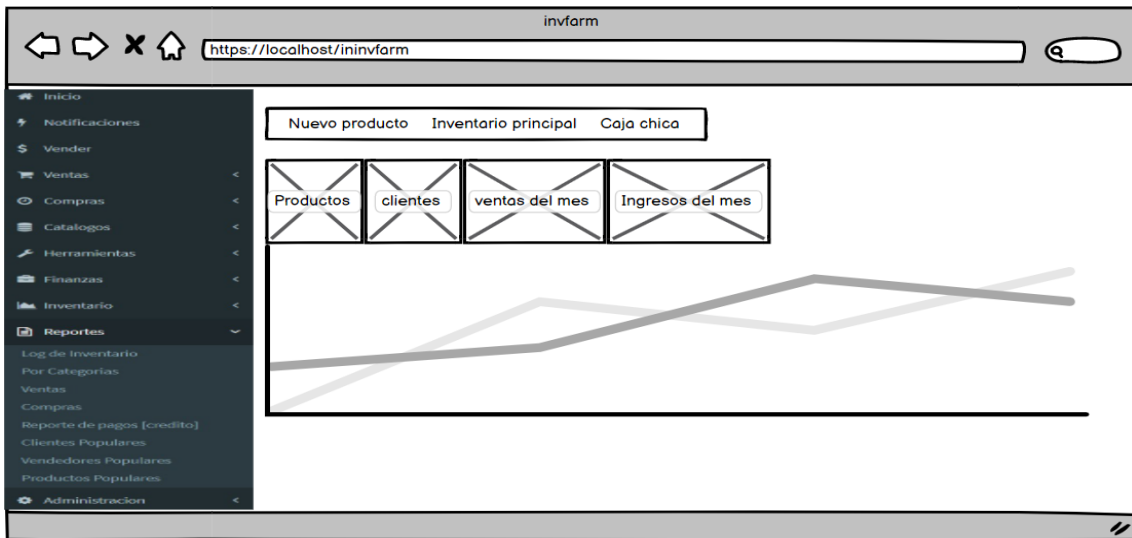 invfarm
https://localhost/ininvfarm
Inicio
Notificaciones
Vender
Ventas
Compras
Catalogos
Herramientas
Finanzas
Inventario
Reportes
Log de Inventario
Por Categorias
Ventas
Compras
Reporte de pagos [credito]
Clientes Populares
Vendedores Populares
Productos Populares
Administracion
Nuevo producto Inventario principal Caja chica
Productos clientes ventas del mes Ingresos del mes